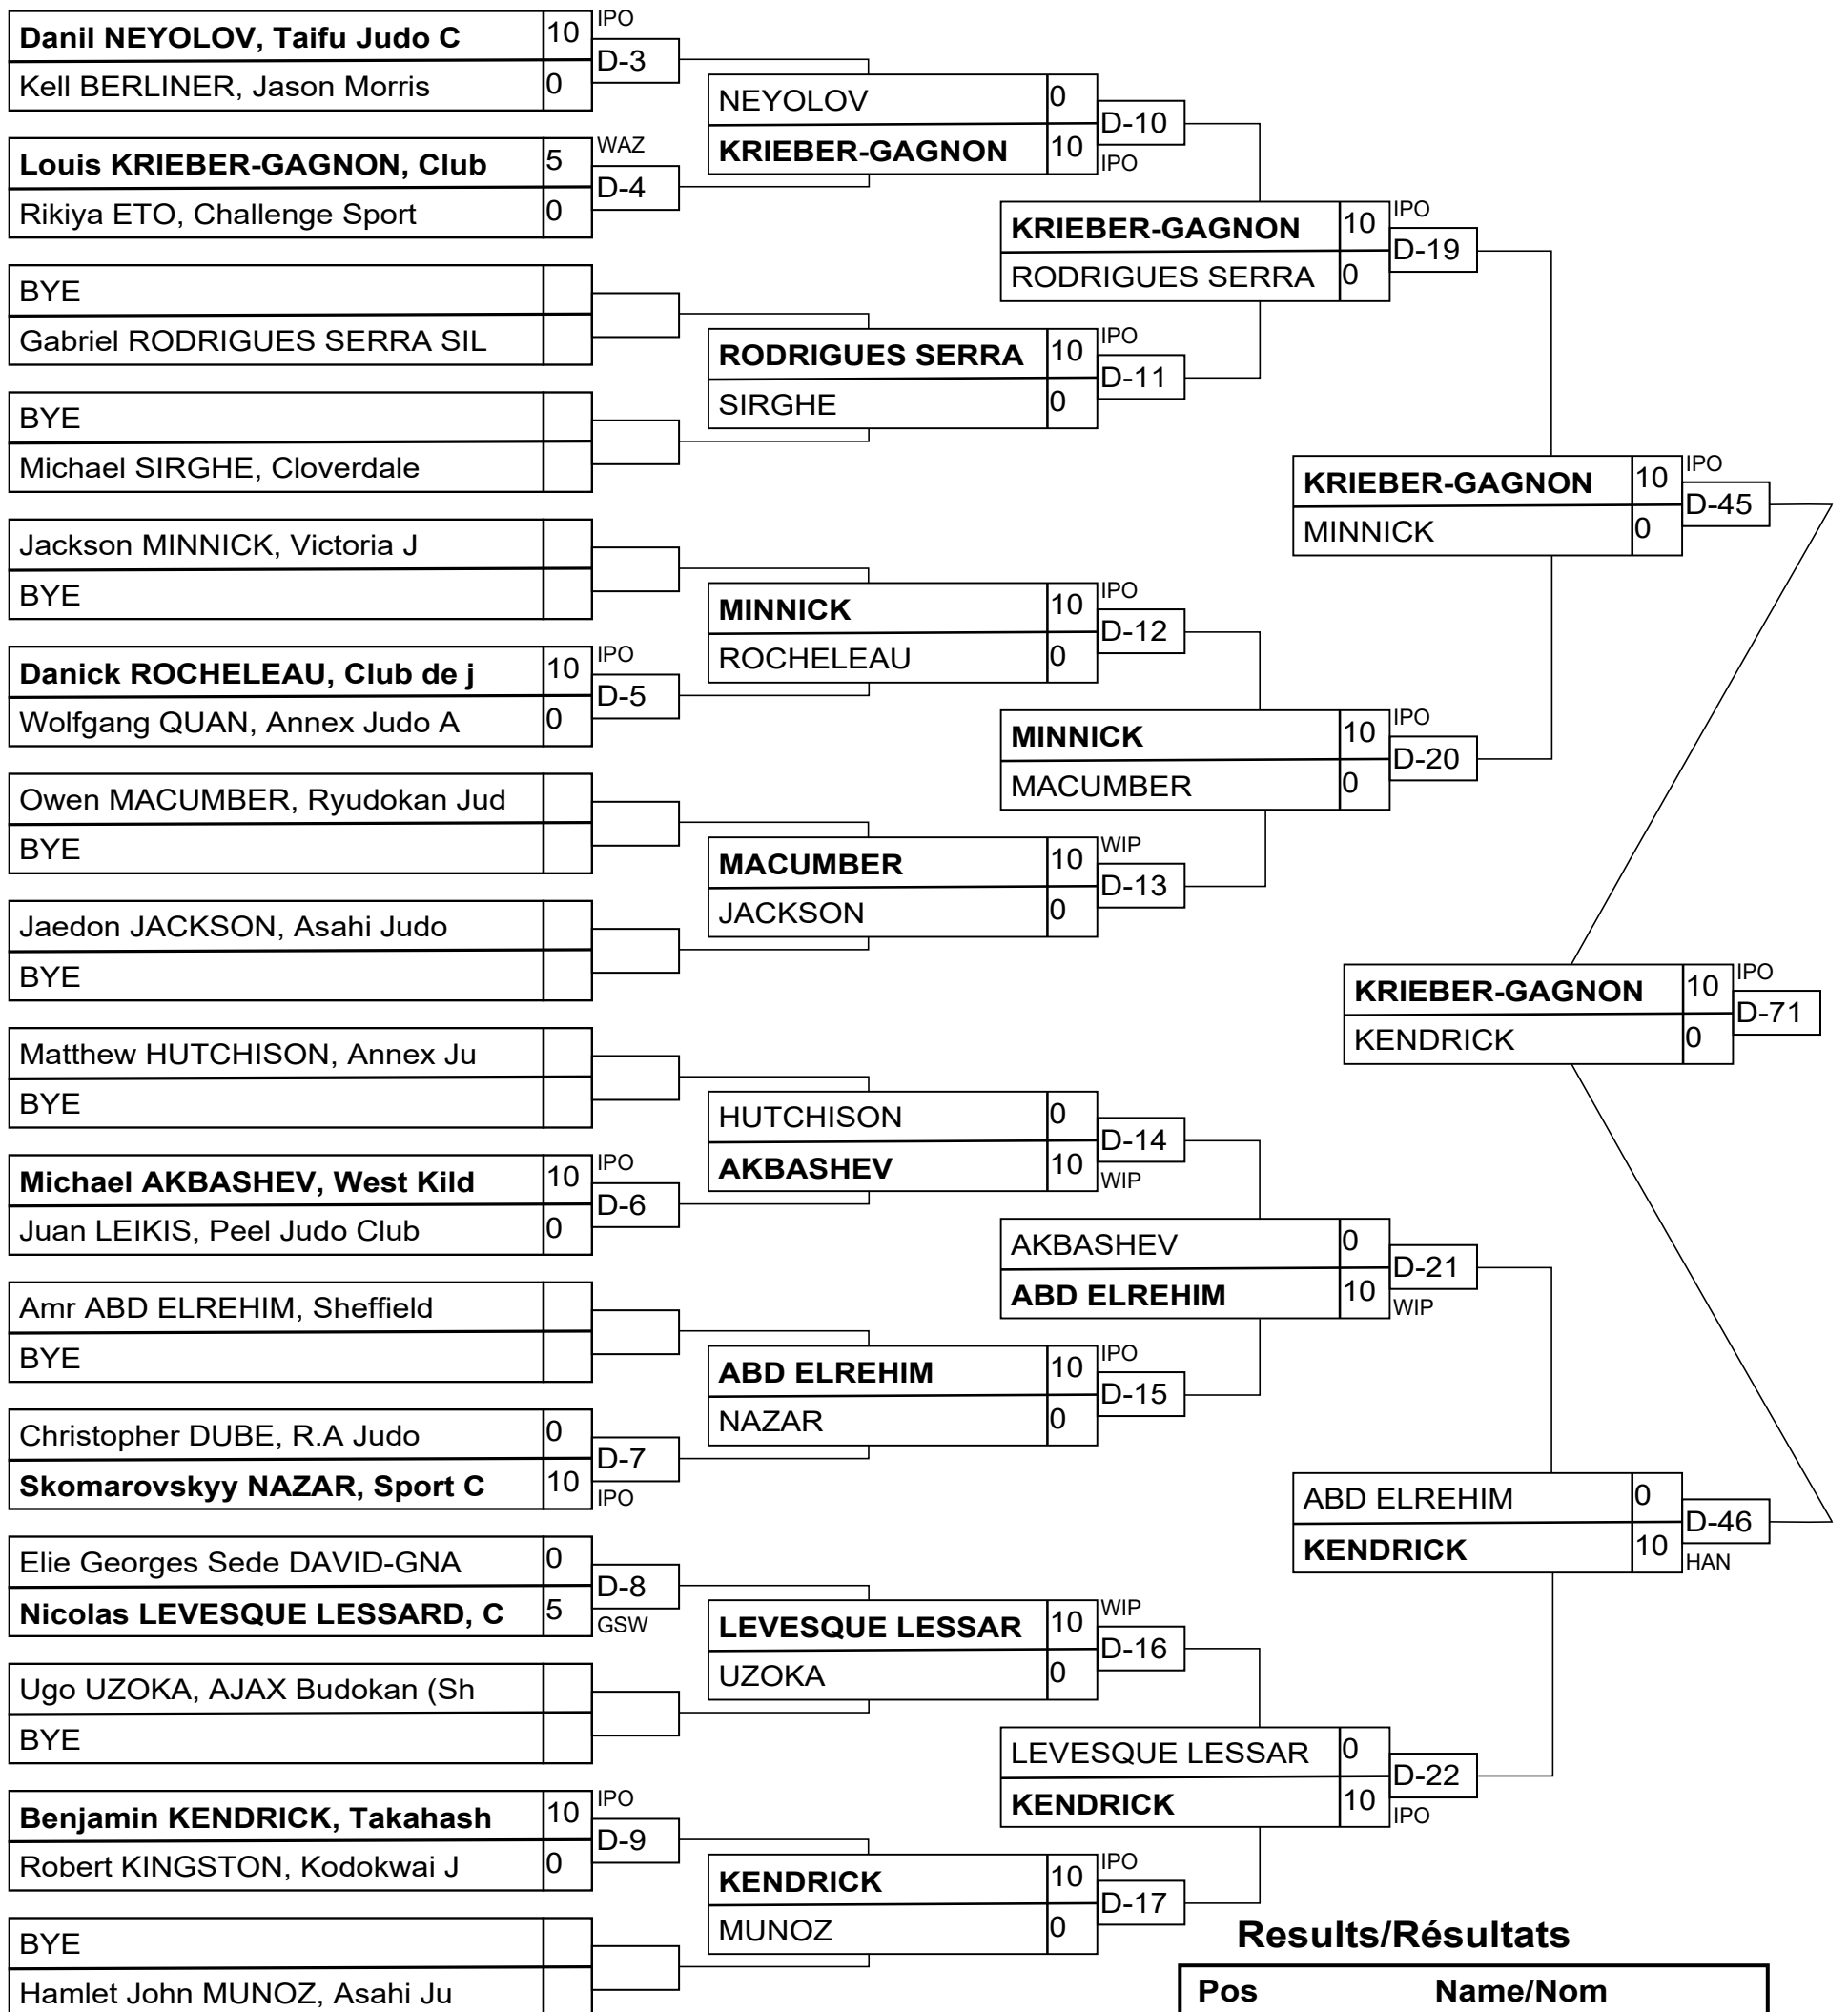 Danil NEYOLOV, Taifu Judo C 10 IPO
D-3
Kell BERLINER, Jason Morris 0
Louis KRIEBER-GAGNON, Club 5 WAZ
D-4
Rikiya ETO, Challenge Sport 0
BYE
Gabriel RODRIGUES SERRA SIL
BYE
Michael SIRGHE, Cloverdale
Jackson MINNICK, Victoria J
BYE
Danick ROCHELEAU, Club de j 10 IPO
D-5
Wolfgang QUAN, Annex Judo A 0
Owen MACUMBER, Ryudokan Jud
BYE
Jaedon JACKSON, Asahi Judo
BYE
Matthew HUTCHISON, Annex Ju
BYE
Michael AKBASHEV, West Kild 10 IPO
D-6
Juan LEIKIS, Peel Judo Club 0
Amr ABD ELREHIM, Sheffield
BYE
Christopher DUBE, R.A Judo 0
D-7
Skomarovskyy NAZAR, Sport C 10 IPO
Elie Georges Sede DAVID-GNA 0
D-8
Nicolas LEVESQUE LESSARD, C 5 GSW
Ugo UZOKA, AJAX Budokan (Sh
BYE
Benjamin KENDRICK, Takahash 10 IPO
D-9
Robert KINGSTON, Kodokwai J 0
BYE
Hamlet John MUNOZ, Asahi Ju
NEYOLOV 0
D-10
KRIEBER-GAGNON 10 IPO
RODRIGUES SERRA 10 IPO
D-11
SIRGHE 0
MINNICK 10 IPO
D-12
ROCHELEAU 0
MACUMBER 10 WIP
D-13
JACKSON 0
HUTCHISON 0
D-14
AKBASHEV 10 WIP
ABD ELREHIM 10 IPO
D-15
NAZAR 0
LEVESQUE LESSAR 10 WIP
D-16
UZOKA 0
KENDRICK 10 IPO
D-17
MUNOZ 0
KRIEBER-GAGNON 10 IPO
D-19
RODRIGUES SERRA 0
MINNICK 10 IPO
D-20
MACUMBER 0
AKBASHEV 0
D-21
ABD ELREHIM 10 WIP
LEVESQUE LESSAR 0
D-22
KENDRICK 10 IPO
KRIEBER-GAGNON 10 IPO
D-45
MINNICK 0
ABD ELREHIM 0
D-46
KENDRICK 10 HAN
KRIEBER-GAGNON 10 IPO
D-71
KENDRICK 0
Results/Résultats
Pos Name/Nom